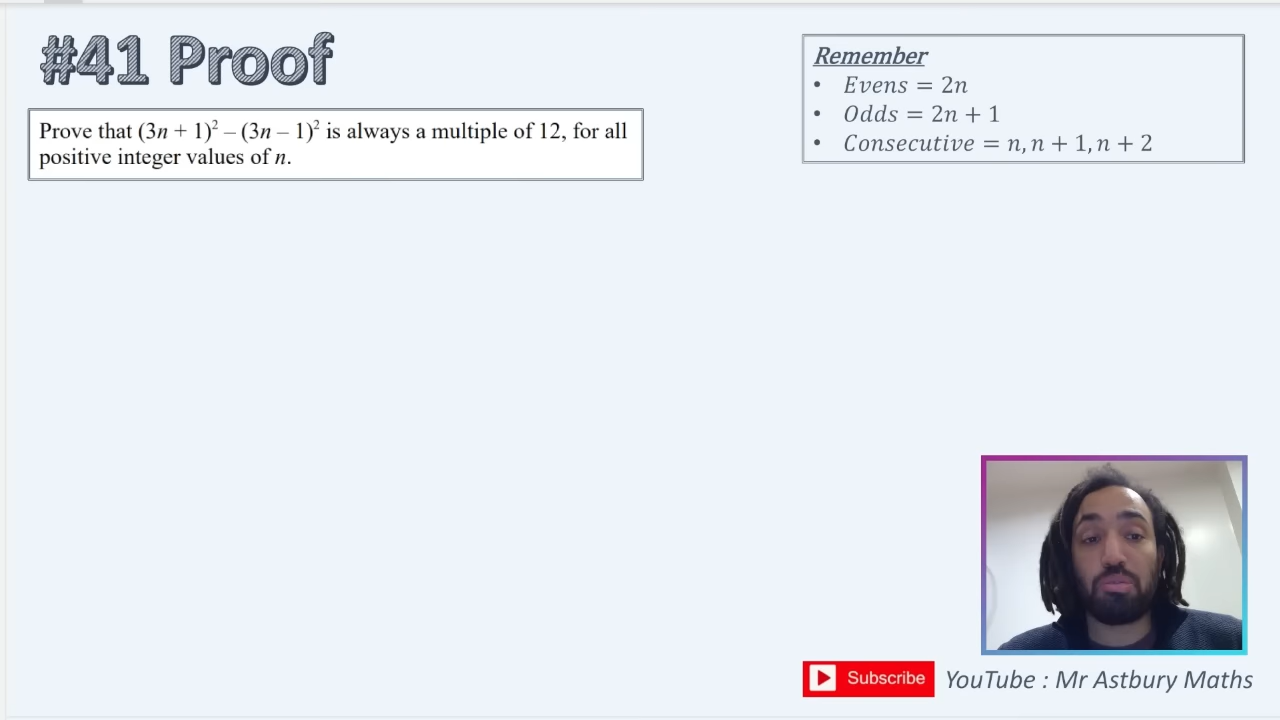 #41 Proof
Prove that (3n + 1)² – (3n – 1)² is always a multiple of 12, for all
positive integer values of n.
Remember
• Evens = 2n
• Odds = 2n + 1
• Consecutive = n, n + 1, n + 2
Subscribe
YouTube : Mr Astbury Maths